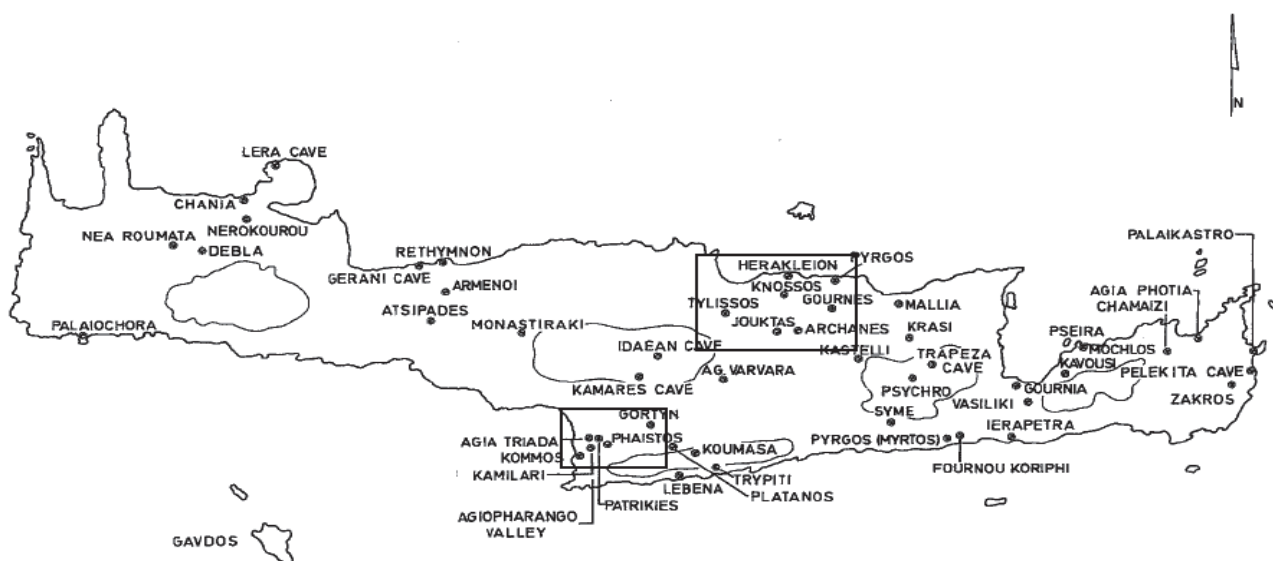 N
LERA CAVE
CHANIA
NEROKOUROU
NEA ROUMATA
DEBLA
PALAIOCHORA
RETHYMNON
GERANI CAVE
ARMENOI
ATSIPADES
MONASTIRAKI
IDAEAN CAVE
KAMARES CAVE
HERAKLEION
PYRGOS
KNOSSOS
TYLISSOS
GOURNES
JOUKTAS
ARCHANES
KASTELLI
AG. VARVARA
MALLIA
KRASI
TRAPEZA
CAVE
PSYCHRO
SYME
PALAIKASTRO
AGIA PHOTIA
CHAMAIZI
PSEIRA
MOCHLOS
KAVOUSI
PELEKITA CAVE
GOURNIA
ZAKROS
VASILIKI
IERAPETRA
PYRGOS (MYRTOS)
FOURNOU KORIPHI
GORTYN
AGIA TRIADA
PHAISTOS
KOMMOS
KOUMASA
KAMILARI
TRYPITI
LEBENA
PLATANOS
PATRIKIES
AGIOPHARANGO
VALLEY
GAVDOS